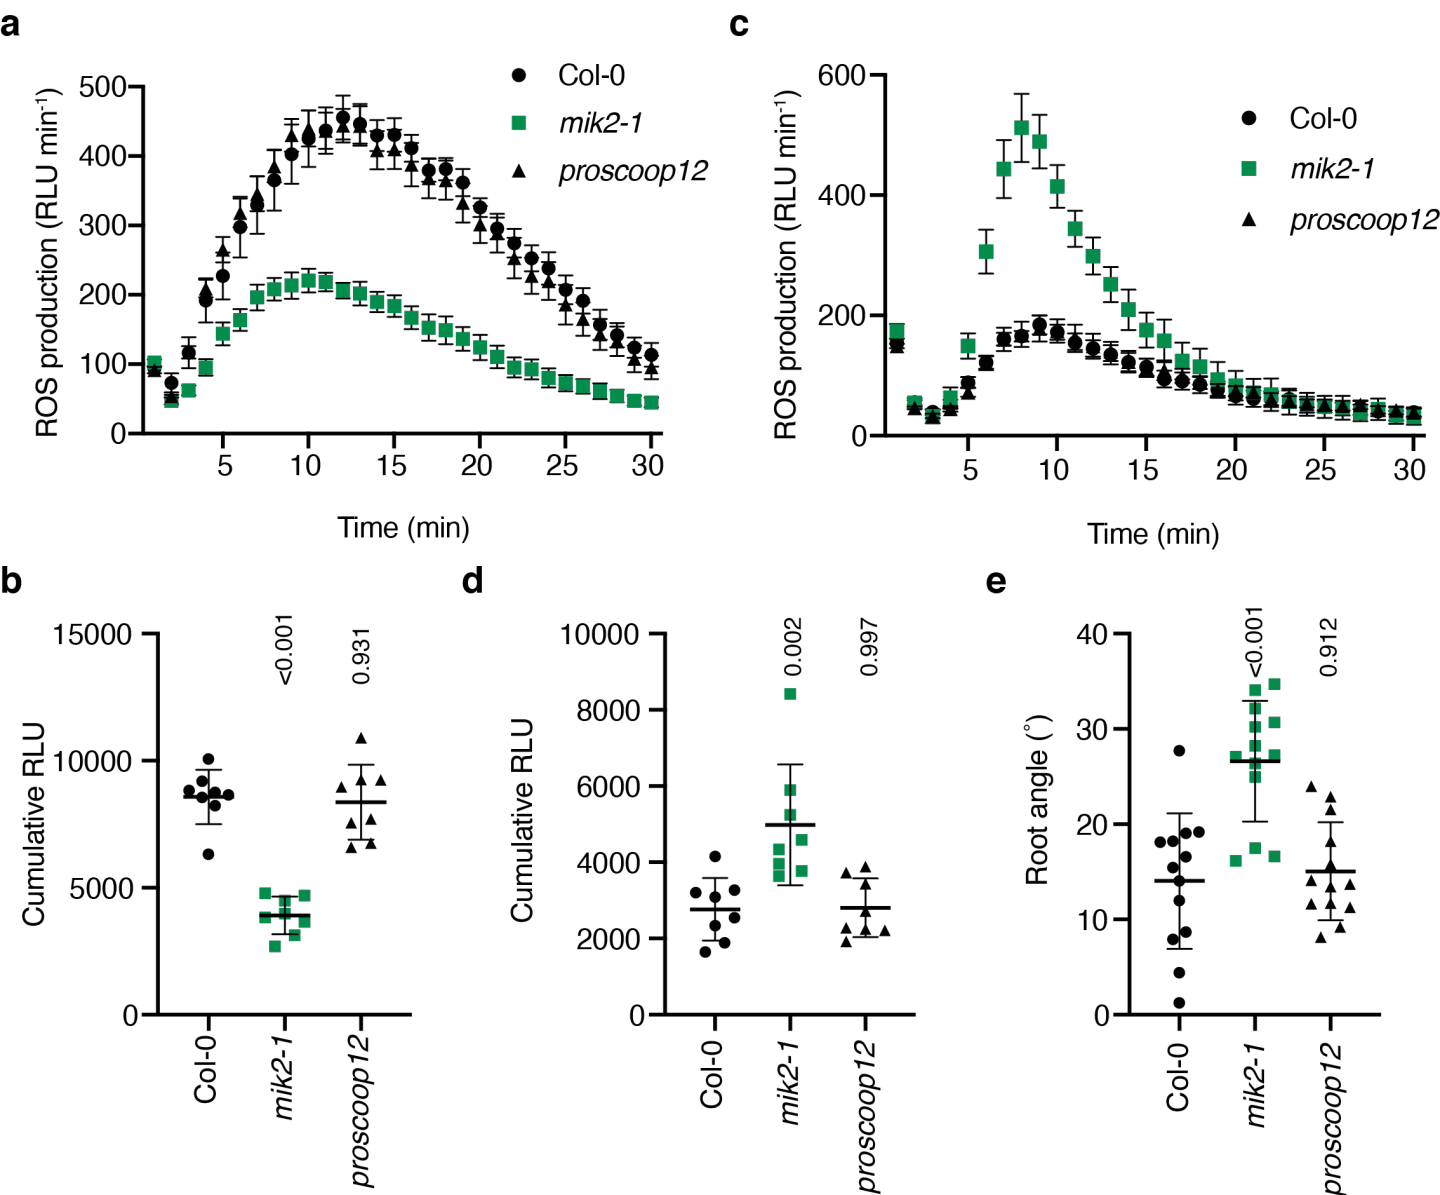 a
ROS production (RLU min-1)
500
400
300
200
100
0
5
10
15
20
25
30
Time (min)
Col-0
mik2-1
proscoop12
c
ROS production (RLU min-1)
600
400
200
0
5
10
15
20
25
30
Time (min)
Col-0
mik2-1
proscoop12
b
Cumulative RLU
15000
10000
5000
0
<0.001
0.931
Col-0
mik2-1
proscoop12
d
Cumulative RLU
10000
8000
6000
4000
2000
0
0.002
0.997
Col-0
mik2-1
proscoop12
e
Root angle (°)
40
30
20
10
0
<0.001
0.912
Col-0
mik2-1
proscoop12